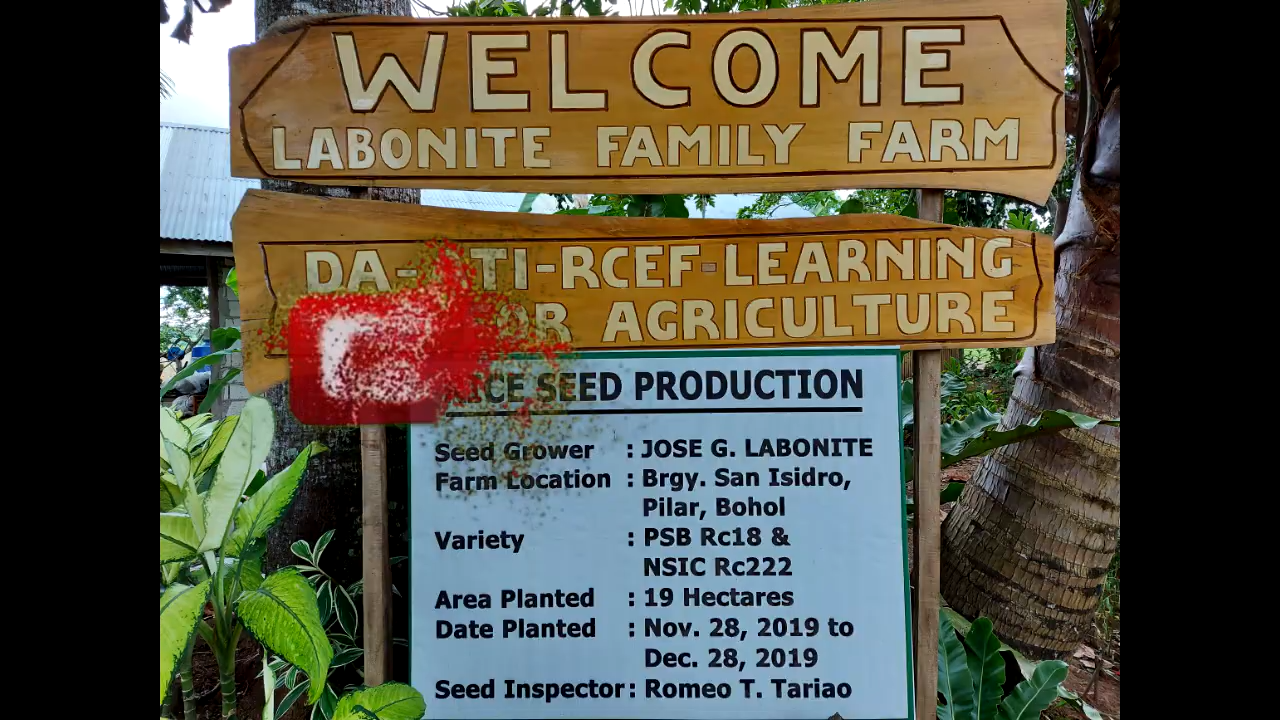 WELCOME
LABONITE FAMILY FARM
DA- TI-RCEF-LEARNING
AGRICULTURE
SEED PRODUCTION
Seed Grower : JOSE G. LABONITE
Farm Location : Brgy. San Isidro,
Pilar, Bohol
Variety : PSB Rc18 &
NSIC Rc222
Area Planted : 19 Hectares
Date Planted : Nov. 28, 2019 to
Dec. 28, 2019
Seed Inspector : Romeo T. Tariao